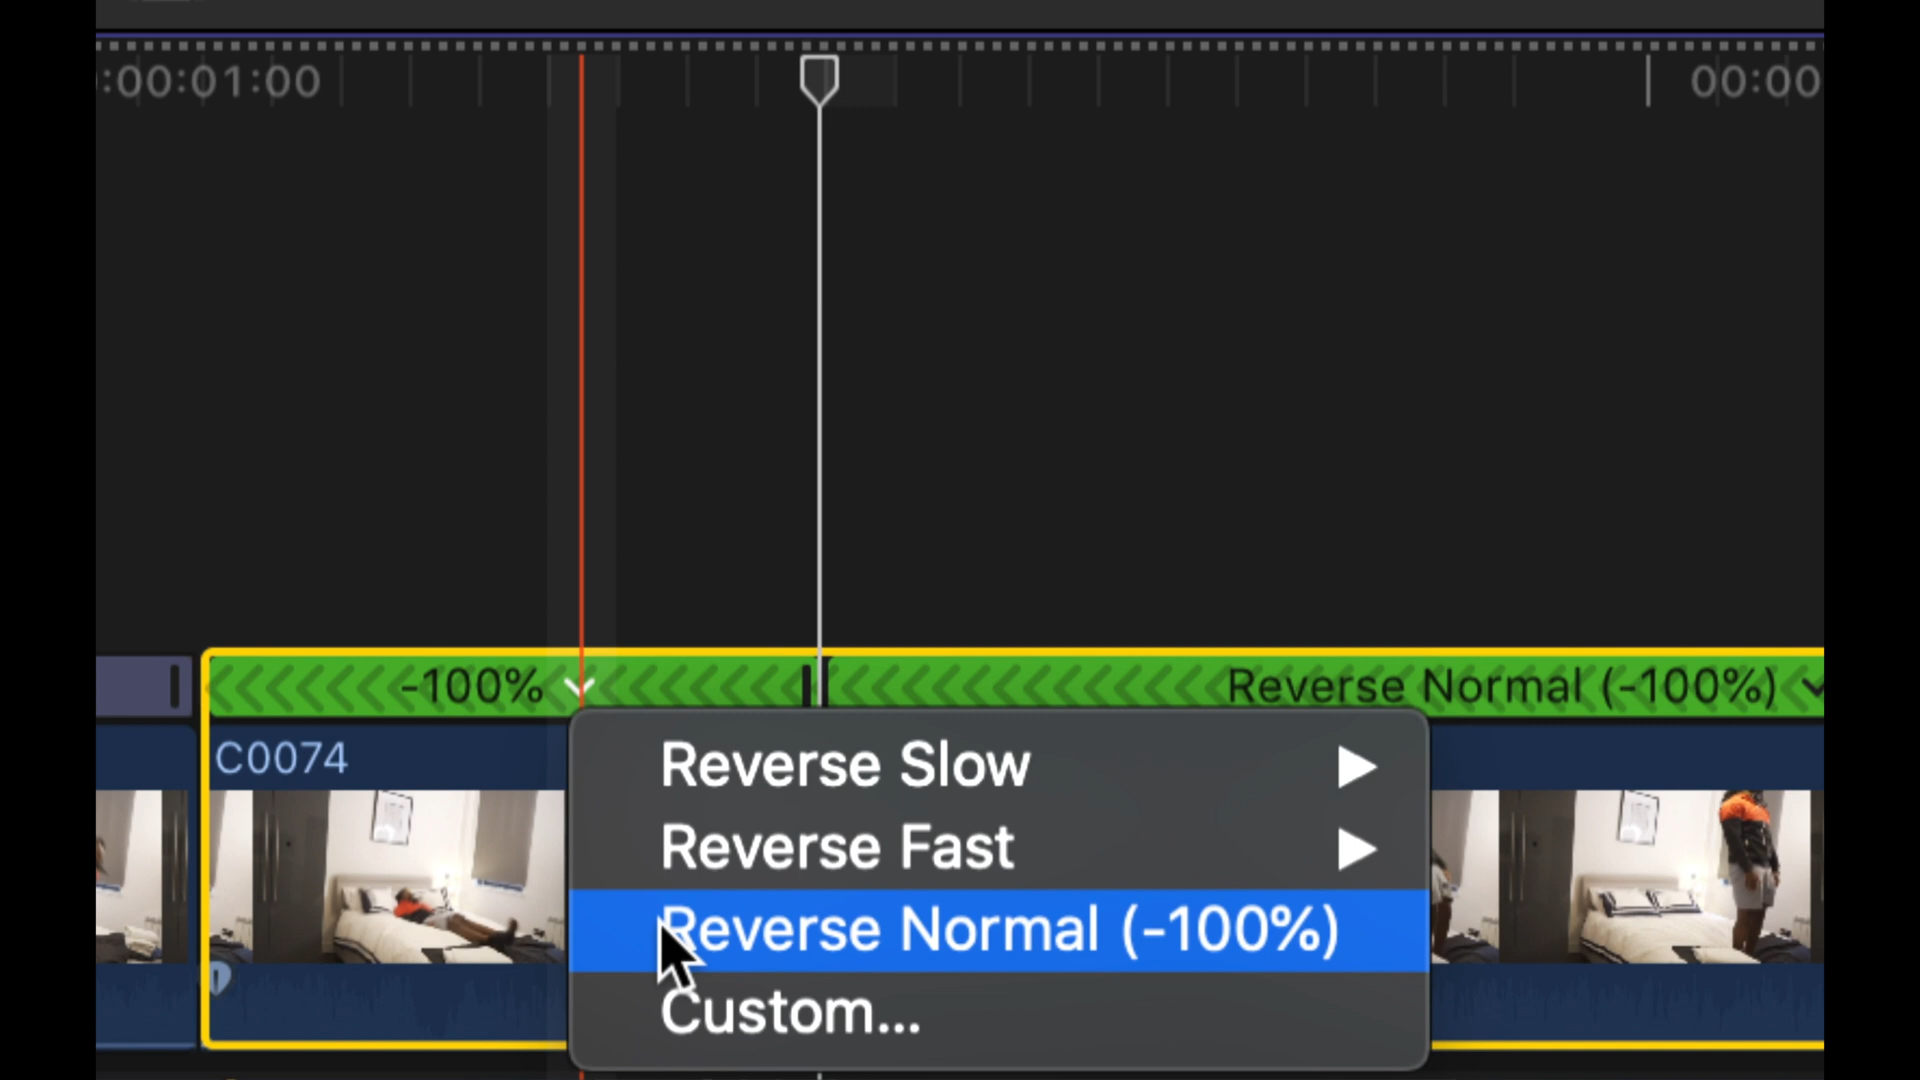 :00:01:00
00:00
-100%
Reverse Normal (-100%)
C0074
Reverse Slow
Reverse Fast
Reverse Normal (-100%)
Custom...